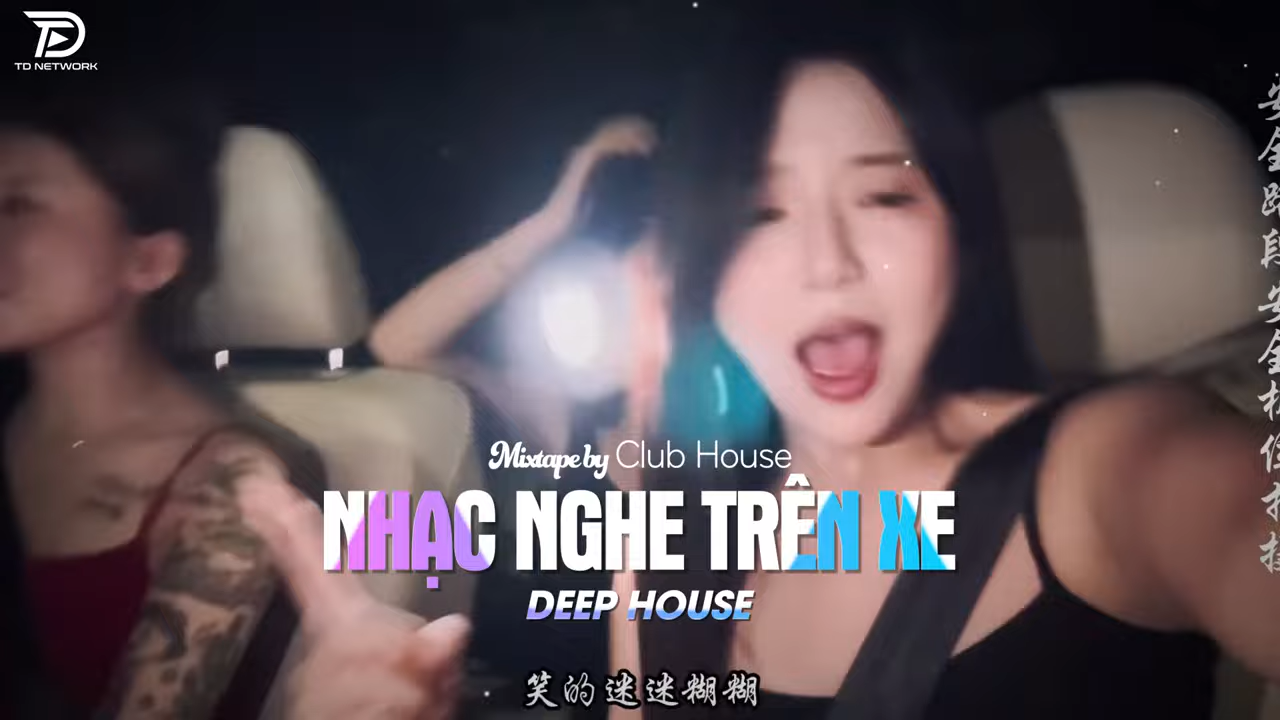 TD NETWORK
Mixtape by Club House
NHẠC NGHE TRÊN XE
DEEP HOUSE
笑的迷迷糊糊